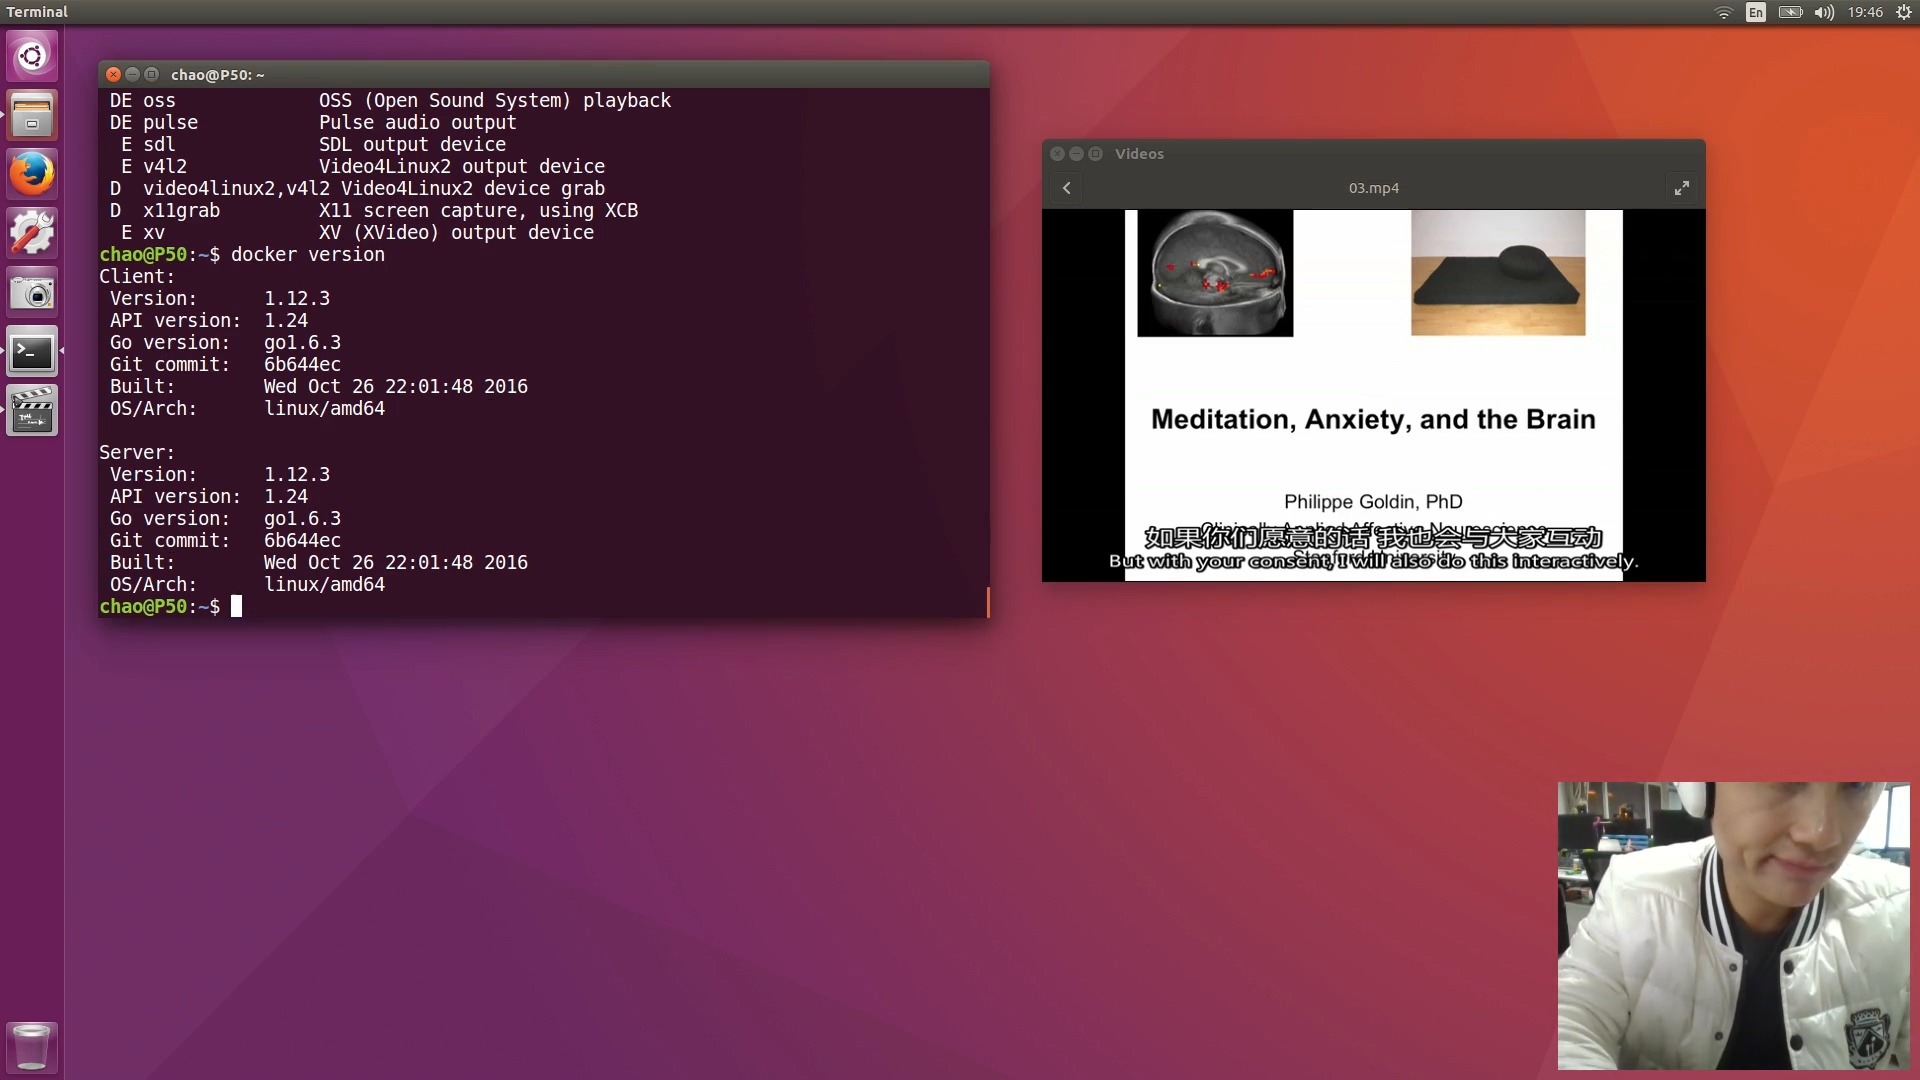 Terminal
En
19:46
chao@P50: ~
DE oss             OSS (Open Sound System) playback
DE pulse           Pulse audio output
 E sdl             SDL output device
 E v4l2            Video4Linux2 output device
D  video4linux2,v4l2 Video4Linux2 device grab
D  x11grab         X11 screen capture, using XCB
 E xv              XV (XVideo) output device
chao@P50:~$ docker version
Client:
 Version:      1.12.3
 API version:  1.24
 Go version:   go1.6.3
 Git commit:   6b644ec
 Built:        Wed Oct 26 22:01:48 2016
 OS/Arch:      linux/amd64
Server:
 Version:      1.12.3
 API version:  1.24
 Go version:   go1.6.3
 Git commit:   6b644ec
 Built:        Wed Oct 26 22:01:48 2016
 OS/Arch:      linux/amd64
chao@P50:~$
Videos
03.mp4
Meditation, Anxiety, and the Brain
Philippe Goldin, PhD
如果你们愿意的话 我也会与大家互动
But with your consent, I will also do this interactively.